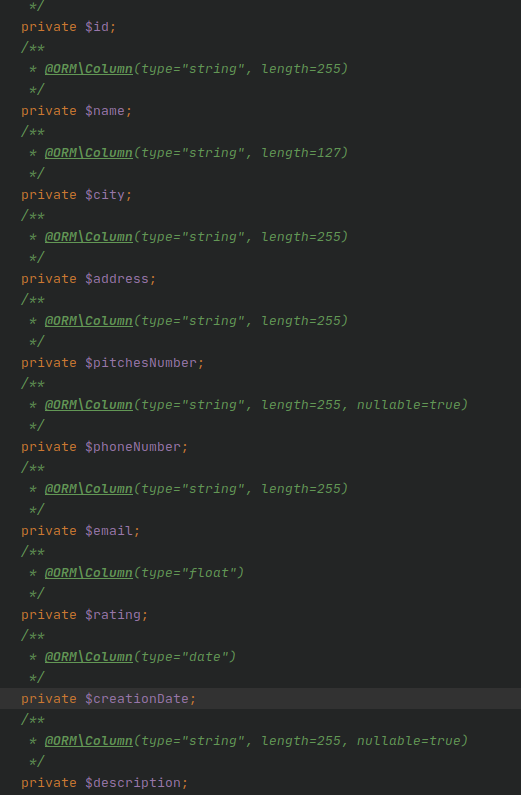 */
private $id;
/**
* @ORM\Column(type="string", length=255)
*/
private $name;
/**
* @ORM\Column(type="string", length=127)
*/
private $city;
/**
* @ORM\Column(type="string", length=255)
*/
private $address;
/**
* @ORM\Column(type="string", length=255)
*/
private $pitchesNumber;
/**
* @ORM\Column(type="string", length=255, nullable=true)
*/
private $phoneNumber;
/**
* @ORM\Column(type="string", length=255)
*/
private $email;
/**
* @ORM\Column(type="float")
*/
private $rating;
/**
* @ORM\Column(type="date")
*/
private $creationDate;
/**
* @ORM\Column(type="string", length=255, nullable=true)
*/
private $description;